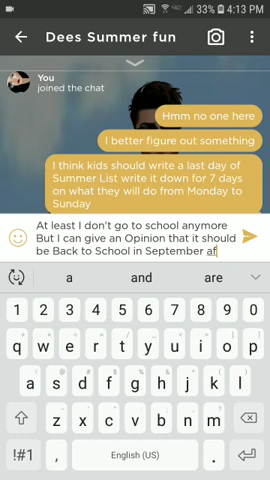 33% 4:13 PM
Dees Summer fun
You
joined the chat
Hmm no one here
I better figure out something
I think kids should write a last day of
Summer List write it down for 7 days
on what they will do from Monday to
Sunday
At least I don't go to school anymore
But I can give an Opinion that it should
be Back to School in September af
a and are
1 2 3 4 5 6 7 8 9 0
q w e r t y u i o p
a s d f g h j k l
z x c v b n m
!#1 , English (US) .